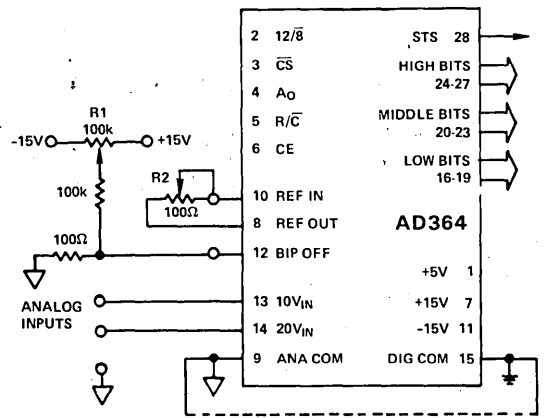 2 12/8̅
STS 28
3 C̅S̅
HIGH BITS
24-27
4 Ao
R1
100k
5 R/C̅
MIDDLE BITS
20-23
-15V
+15V
6 CE
LOW BITS
16-19
100k
R2
100Ω
10 REF IN
8 REF OUT
AD364
100Ω
12 BIP OFF
+5V 1
ANALOG
INPUTS
13 10VIN
+15V 7
14 20VIN
-15V 11
9 ANA COM
DIG COM 15